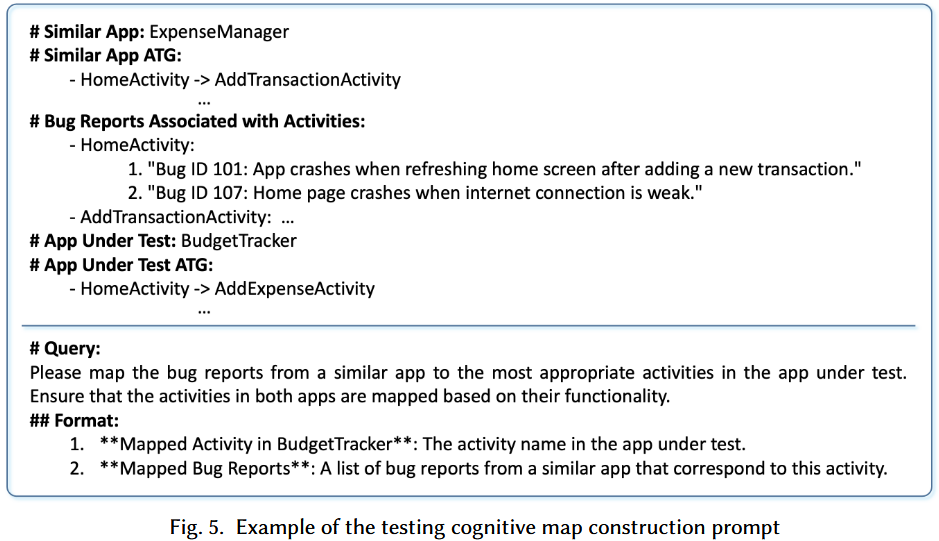 # Similar App: ExpenseManager
# Similar App ATG:
- HomeActivity -> AddTransactionActivity
...
# Bug Reports Associated with Activities:
- HomeActivity:
1. "Bug ID 101: App crashes when refreshing home screen after adding a new transaction."
2. "Bug ID 107: Home page crashes when internet connection is weak."
- AddTransactionActivity: ...
# App Under Test: BudgetTracker
# App Under Test ATG:
- HomeActivity -> AddExpenseActivity
...
# Query:
Please map the bug reports from a similar app to the most appropriate activities in the app under test.
Ensure that the activities in both apps are mapped based on their functionality.
## Format:
1. **Mapped Activity in BudgetTracker**: The activity name in the app under test.
2. **Mapped Bug Reports**: A list of bug reports from a similar app that correspond to this activity.
Fig. 5. Example of the testing cognitive map construction prompt